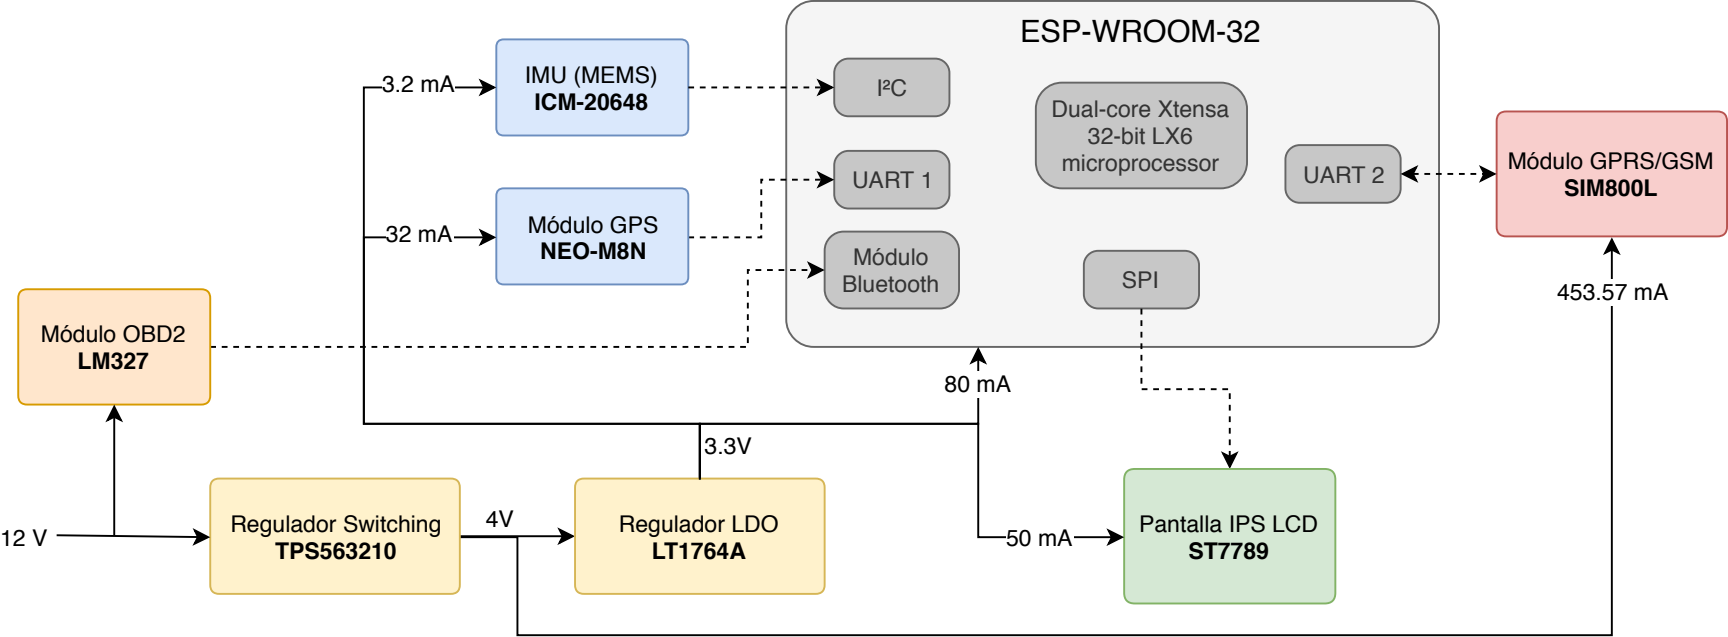 ESP-WROOM-32
IMU (MEMS)
ICM-20648
3.2 mA
I²C
Dual-core Xtensa
32-bit LX6
microprocessor
UART 1
UART 2
Módulo GPRS/GSM
SIM800L
Módulo GPS
NEO-M8N
32 mA
Módulo
Bluetooth
SPI
453.57 mA
Módulo OBD2
LM327
80 mA
3.3V
12 V
Regulador Switching
TPS563210
4V
Regulador LDO
LT1764A
50 mA
Pantalla IPS LCD
ST7789